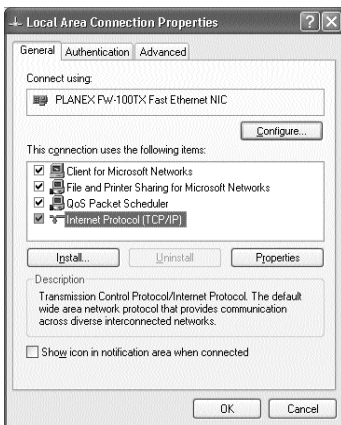 Local Area Connection Properties
General Authentication Advanced
Connect using:
PLANEX FW-100TX Fast Ethernet NIC
Configure...
This connection uses the following items:
Client for Microsoft Networks
File and Printer Sharing for Microsoft Networks
QoS Packet Scheduler
Internet Protocol (TCP/IP)
Install... Uninstall Properties
Description
Transmission Control Protocol/Internet Protocol. The default
wide area network protocol that provides communication
across diverse interconnected networks.
Show icon in notification area when connected
OK Cancel